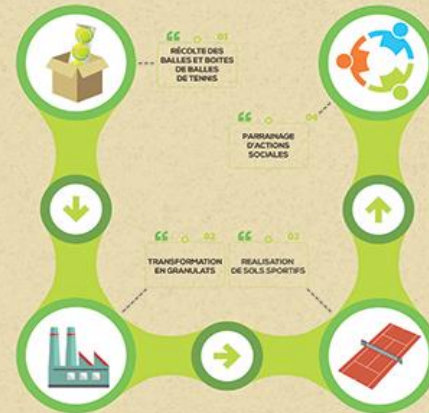 01
RÉCOLTE DES
BALLES ET BOITES
DE BALLES
DE TENNIS
04
PARRAINAGE
D'ACTIONS
SOCIALES
02
TRANSFORMATION
EN GRANULATS
03
REALISATION
DE SOLS SPORTIFS